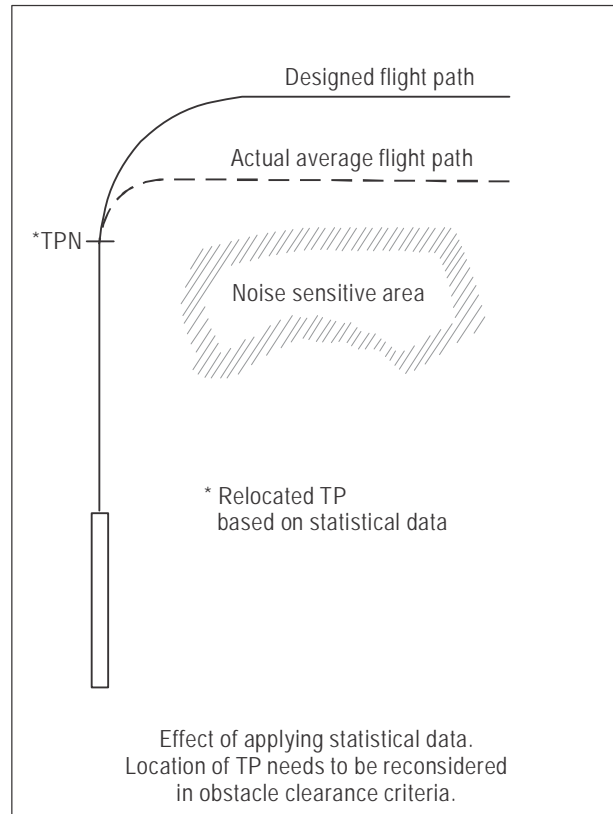 Designed flight path
Actual average flight path
*TPN
Noise sensitive area
* Relocated TP
based on statistical data
Effect of applying statistical data.
Location of TP needs to be reconsidered
in obstacle clearance criteria.